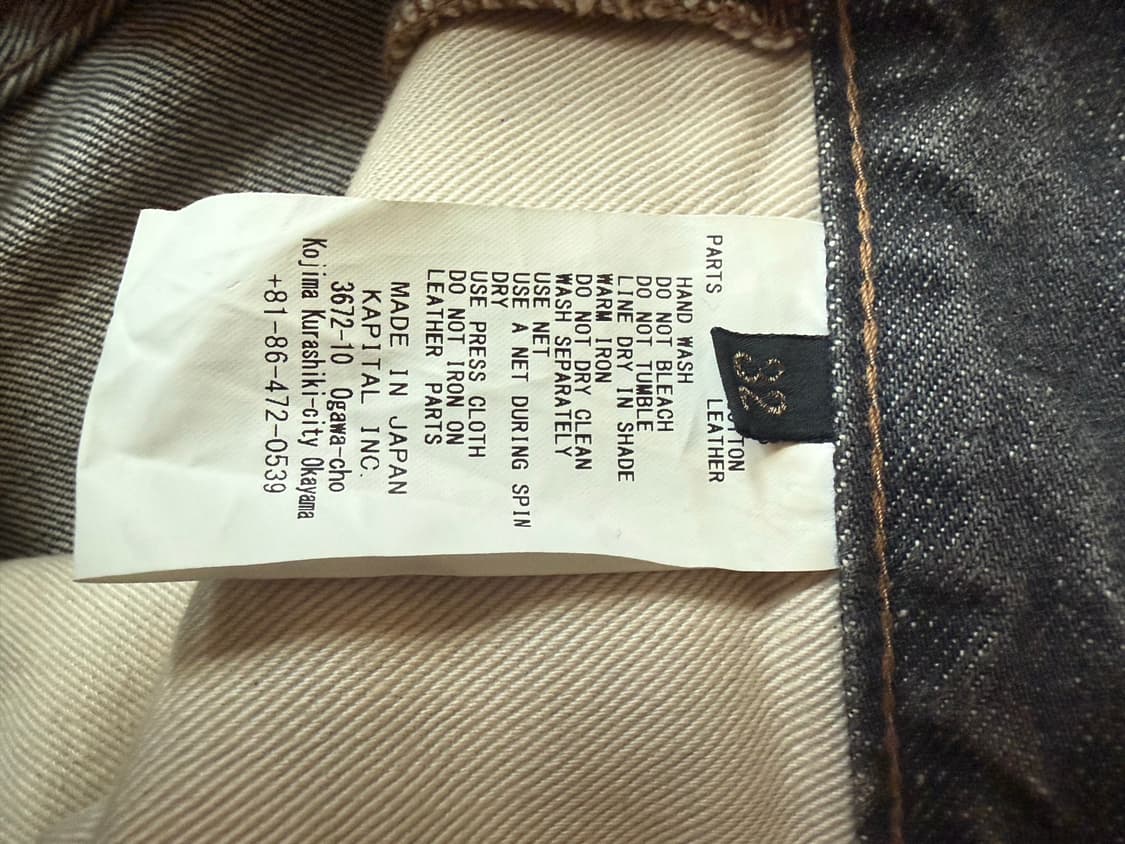 32
PARTS LEATHER
HAND WASH
DO NOT BLEACH
DO NOT TUMBLE
LINE DRY IN SHADE
WARM IRON
DO NOT DRY CLEAN
WASH SEPARATELY
USE NET
USE A NET DURING SPIN
DRY
USE PRESS CLOTH
DO NOT IRON ON
LEATHER PARTS
MADE IN JAPAN
KAPITAL INC.
3672-10 Ogawa-cho
Kojima Kurashiki-city Okayama
+81-86-472-0539